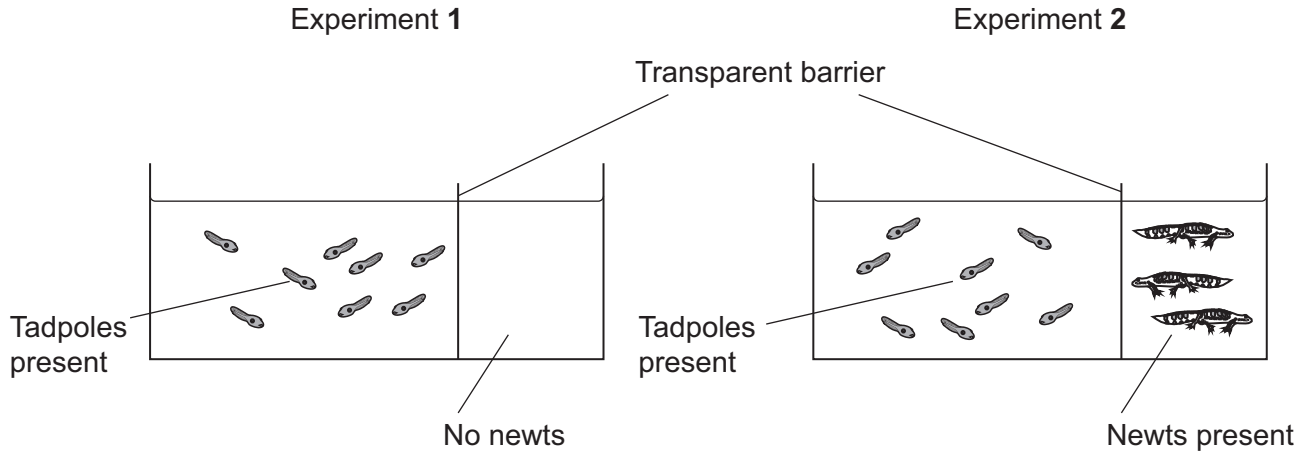 Experiment 1
Experiment 2
Transparent barrier
Tadpoles
present
No newts
Tadpoles
present
Newts present